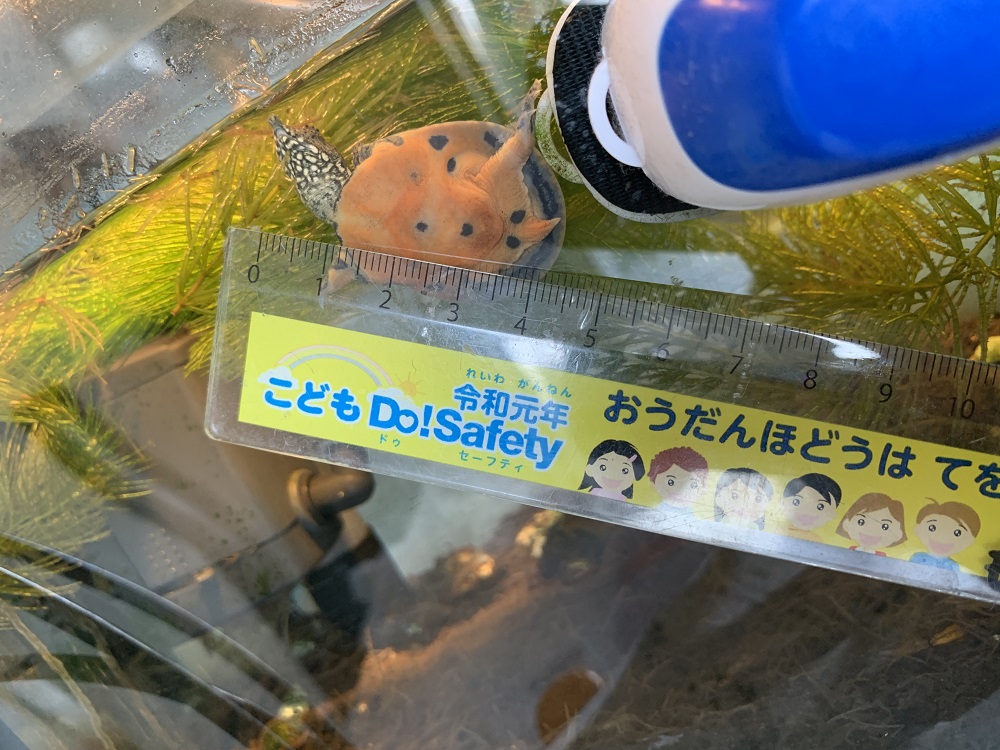 0 1 2 3 4 5 6 7 8 9 10
こども Do!Safety
ドゥ セーフティ
れいわ がんねん
令和元年
おうだんほどうは てを